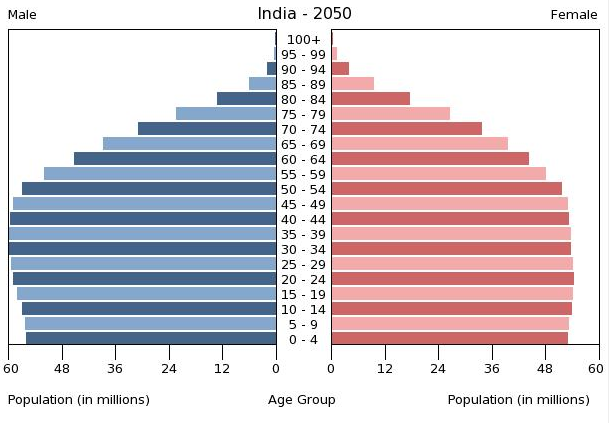 India - 2050
Male
Female
100+
95 - 99
90 - 94
85 - 89
80 - 84
75 - 79
70 - 74
65 - 69
60 - 64
55 - 59
50 - 54
45 - 49
40 - 44
35 - 39
30 - 34
25 - 29
20 - 24
15 - 19
10 - 14
5 - 9
0 - 4
60 48 36 24 12 0 0 12 24 36 48 60
Population (in millions) Age Group Population (in millions)